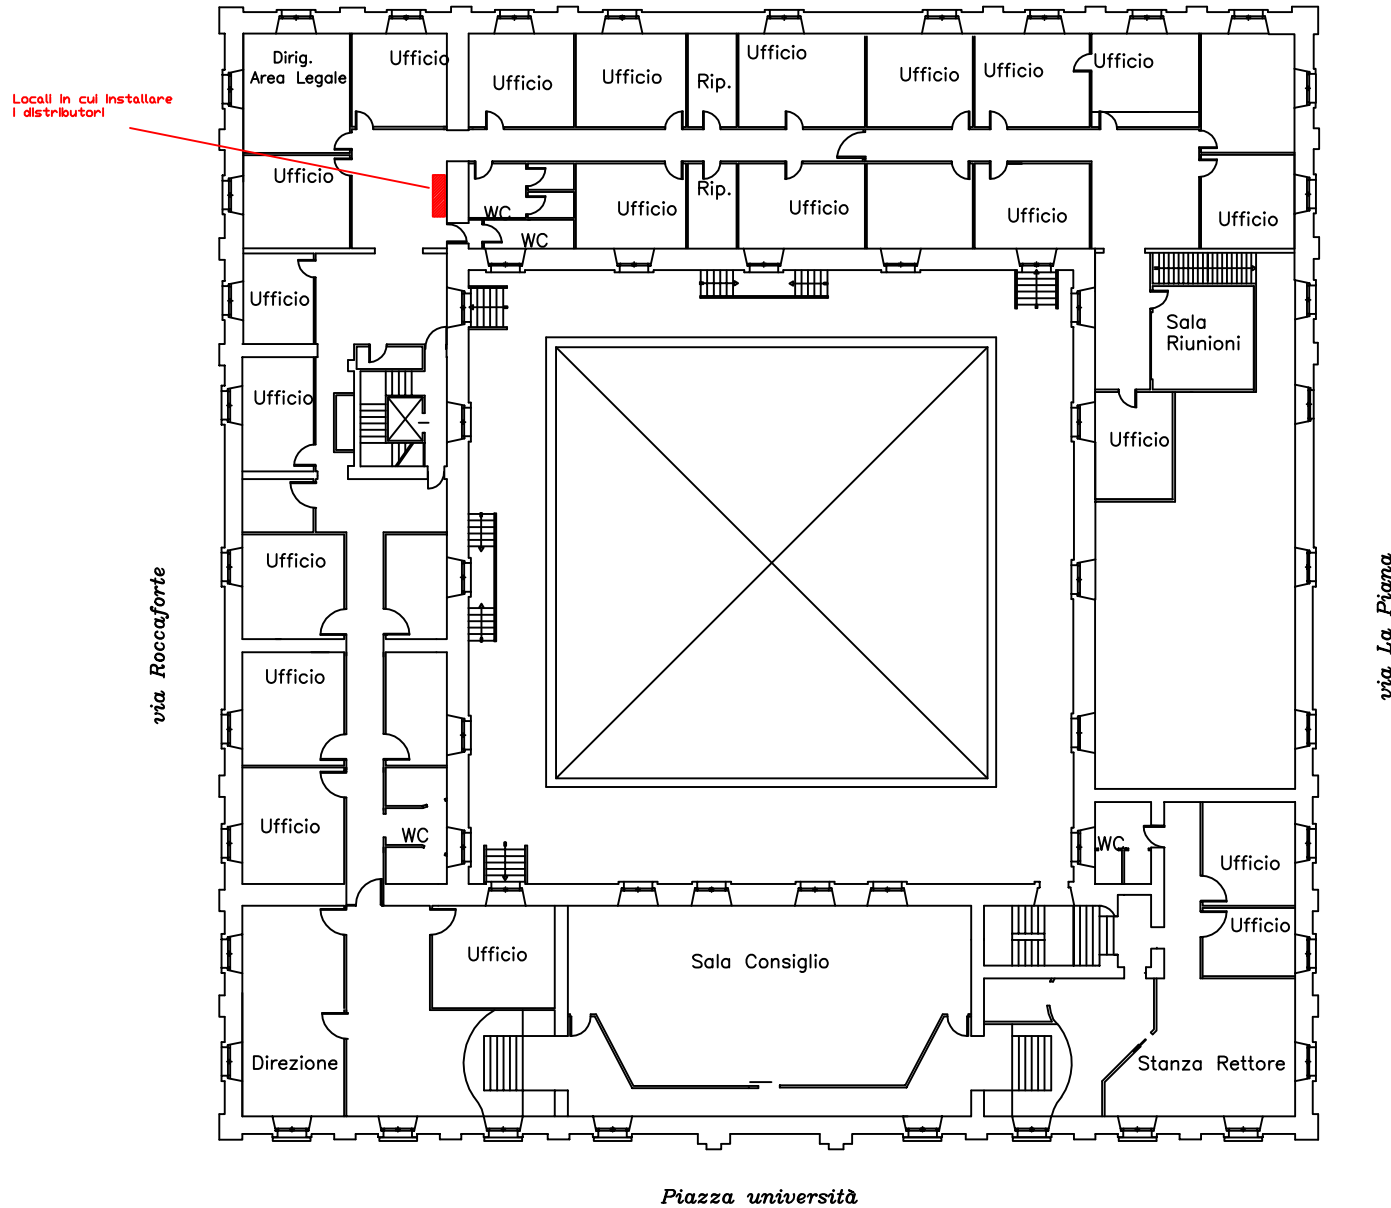 Dirig.
Area Legale
Ufficio
Ufficio
Ufficio
Rip.
Ufficio
Ufficio
Ufficio
Ufficio
Locali in cui installare
i distributori
Ufficio
WC
WC
Ufficio
Rip.
Ufficio
Ufficio
Ufficio
Ufficio
Sala
Riunioni
Ufficio
Ufficio
Ufficio
Ufficio
Ufficio
WC
WC
Ufficio
Ufficio
Ufficio
Sala Consiglio
Direzione
Stanza Rettore
via Roccaforte
via La Piana
Piazza università